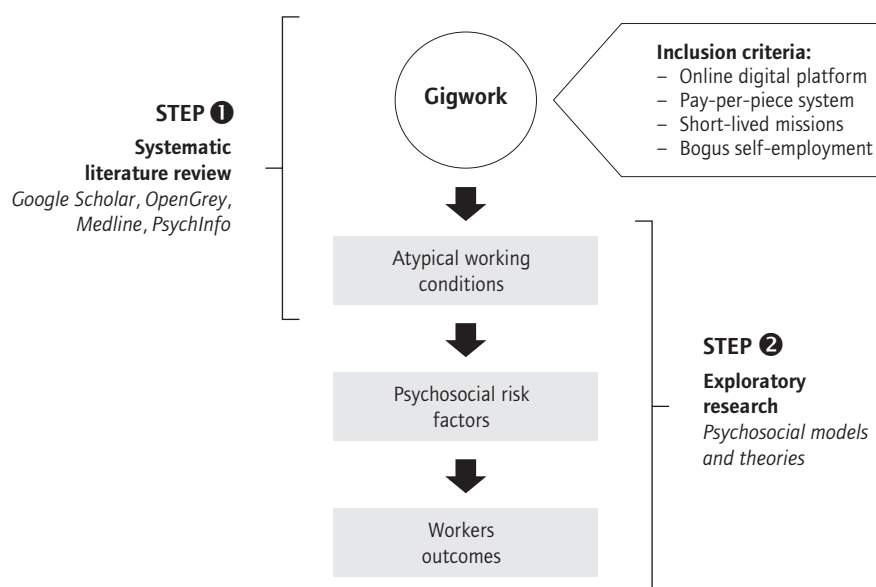 Gigwork
Inclusion criteria:
– Online digital platform
– Pay-per-piece system
– Short-lived missions
– Bogus self-employment
STEP ❶
Systematic
literature review
Google Scholar, OpenGrey,
Medline, PsychInfo
Atypical working
conditions
STEP ❷
Exploratory
research
Psychosocial models
and theories
Psychosocial risk
factors
Workers
outcomes